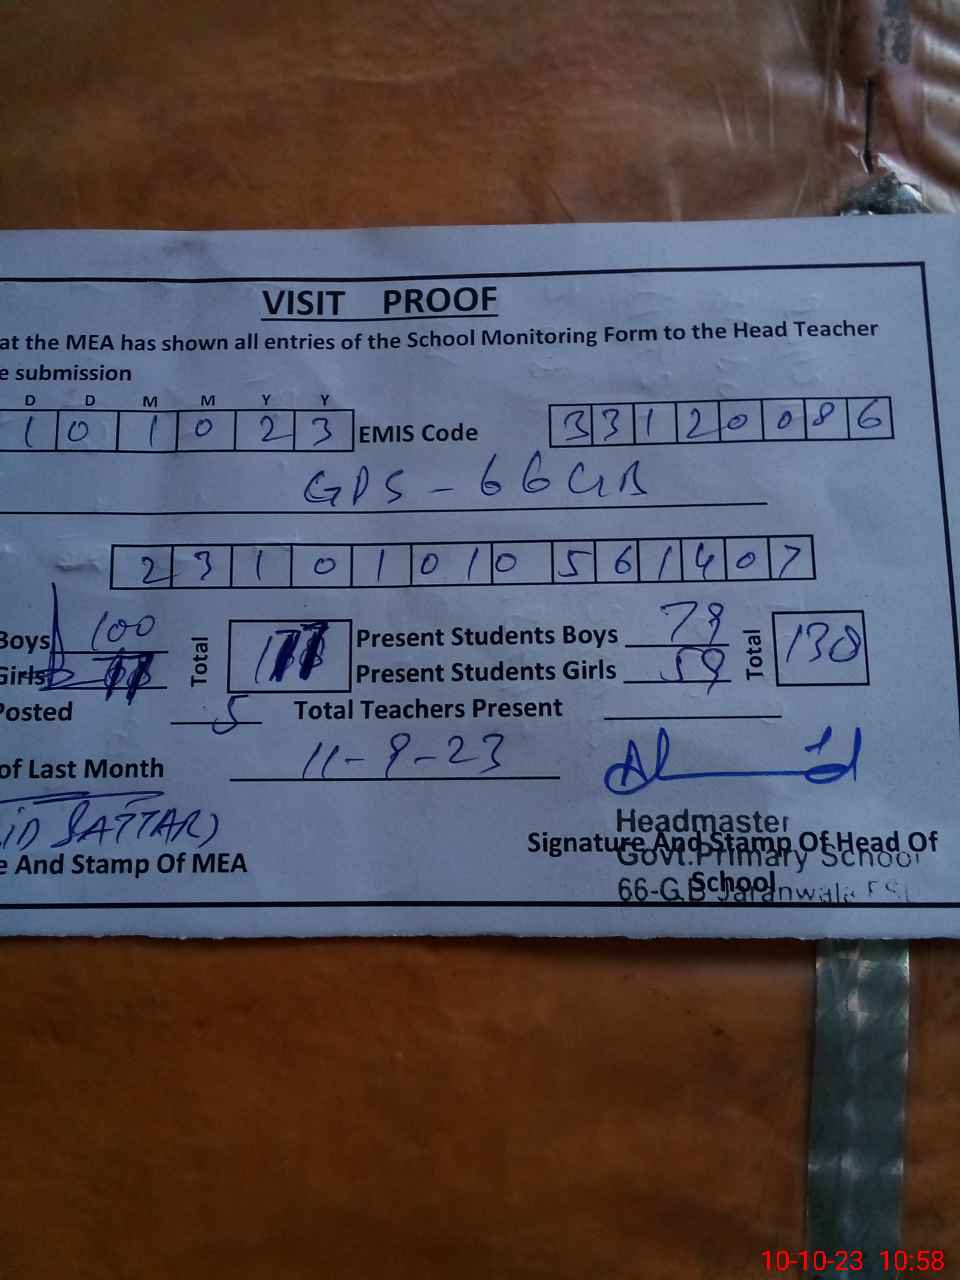 VISIT PROOF
at the MEA has shown all entries of the School Monitoring Form to the Head Teacher
e submission
D D M M Y Y
1 0 1 0 2 3 EMIS Code 3 3 1 2 0 0 8 6
GPS - 66 GB
2 3 1 0 1 0 1 0 5 6 1 4 0 7
Boys 100 Total Present Students Boys 79 Total 138
Girls Present Students Girls 59
Posted 5 Total Teachers Present
of Last Month 11-9-23
SATTAR)
e And Stamp Of MEA
Signature And Stamp Of Head Of
School
Headmaster
Govt.Primary School
66-G.B Jaranwala
10-10-23 10:58